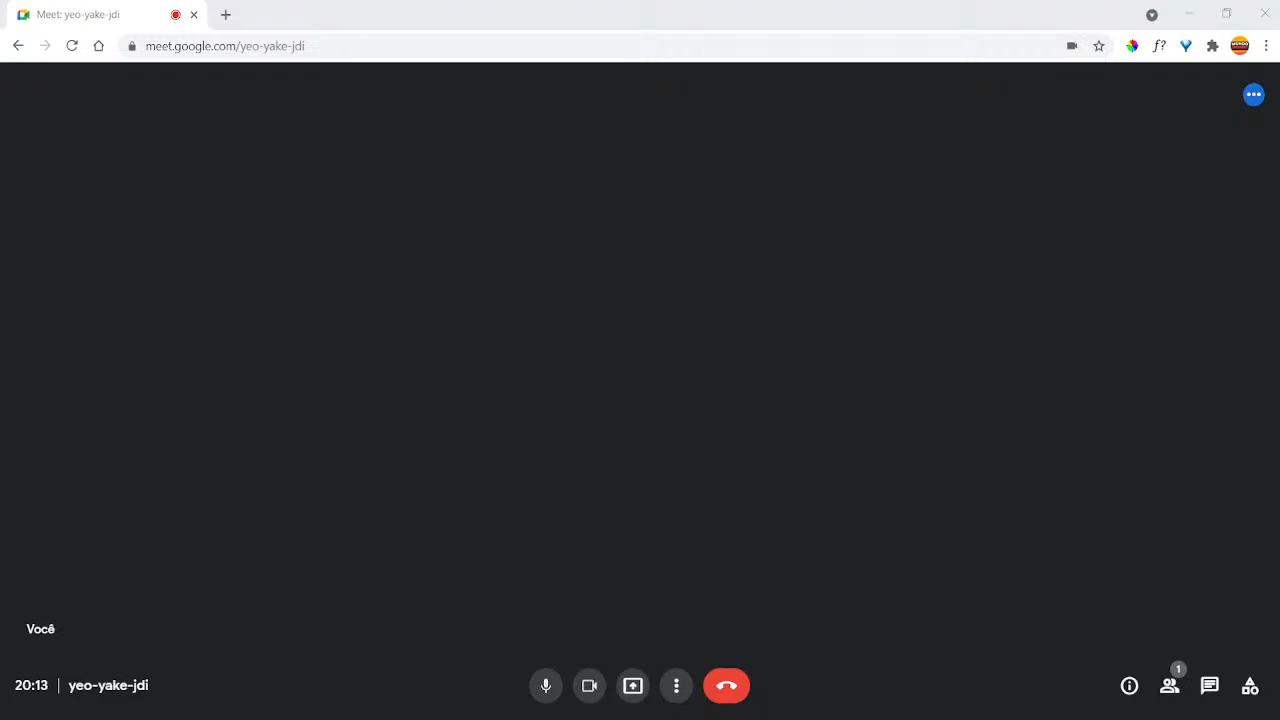 Meet: yeo-yake-jdi
meet.google.com/yeo-yake-jdi
f?
Você
1
20:13 | yeo-yake-jdi